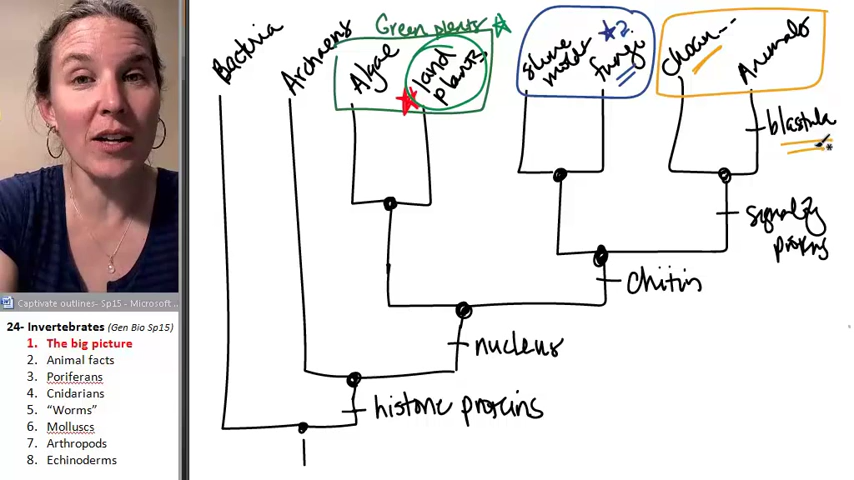 Bacteria
Archaens
Green plants
Algae
land
plants
slime
molds
fungi
?
Choan---
Animals
blastula
*
signaling
proteins
chitin
nucleus
histone proteins
Captivate outlines- Sp15 - Microsoft ...
24- Invertebrates (Gen Bio Sp15)
1. The big picture
2. Animal facts
3. Poriferans
4. Cnidarians
5. “Worms”
6. Molluscs
7. Arthropods
8. Echinoderms